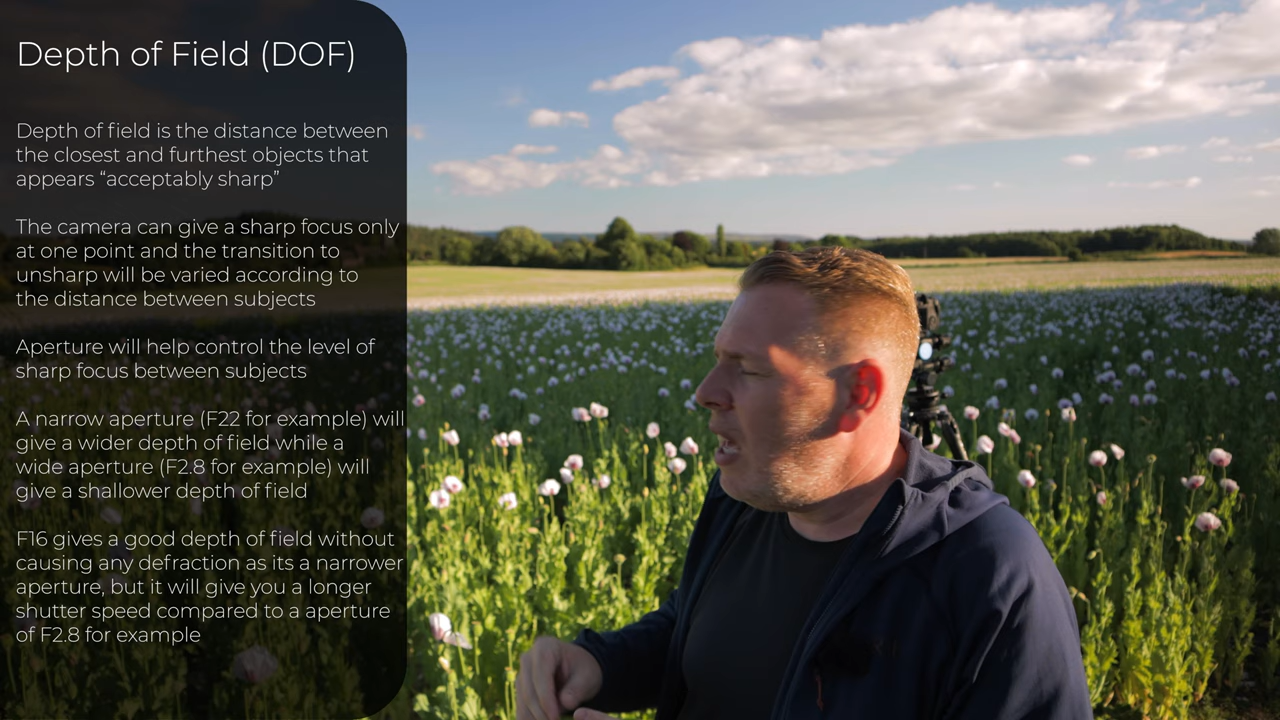 Depth of Field (DOF)
Depth of field is the distance between
the closest and furthest objects that
appears “acceptably sharp”
The camera can give a sharp focus only
at one point and the transition to
unsharp will be varied according to
the distance between subjects
Aperture will help control the level of
sharp focus between subjects
A narrow aperture (F22 for example) will
give a wider depth of field while a
wide aperture (F2.8 for example) will
give a shallower depth of field
F16 gives a good depth of field without
causing any defraction as its a narrower
aperture, but it will give you a longer
shutter speed compared to a aperture
of F2.8 for example